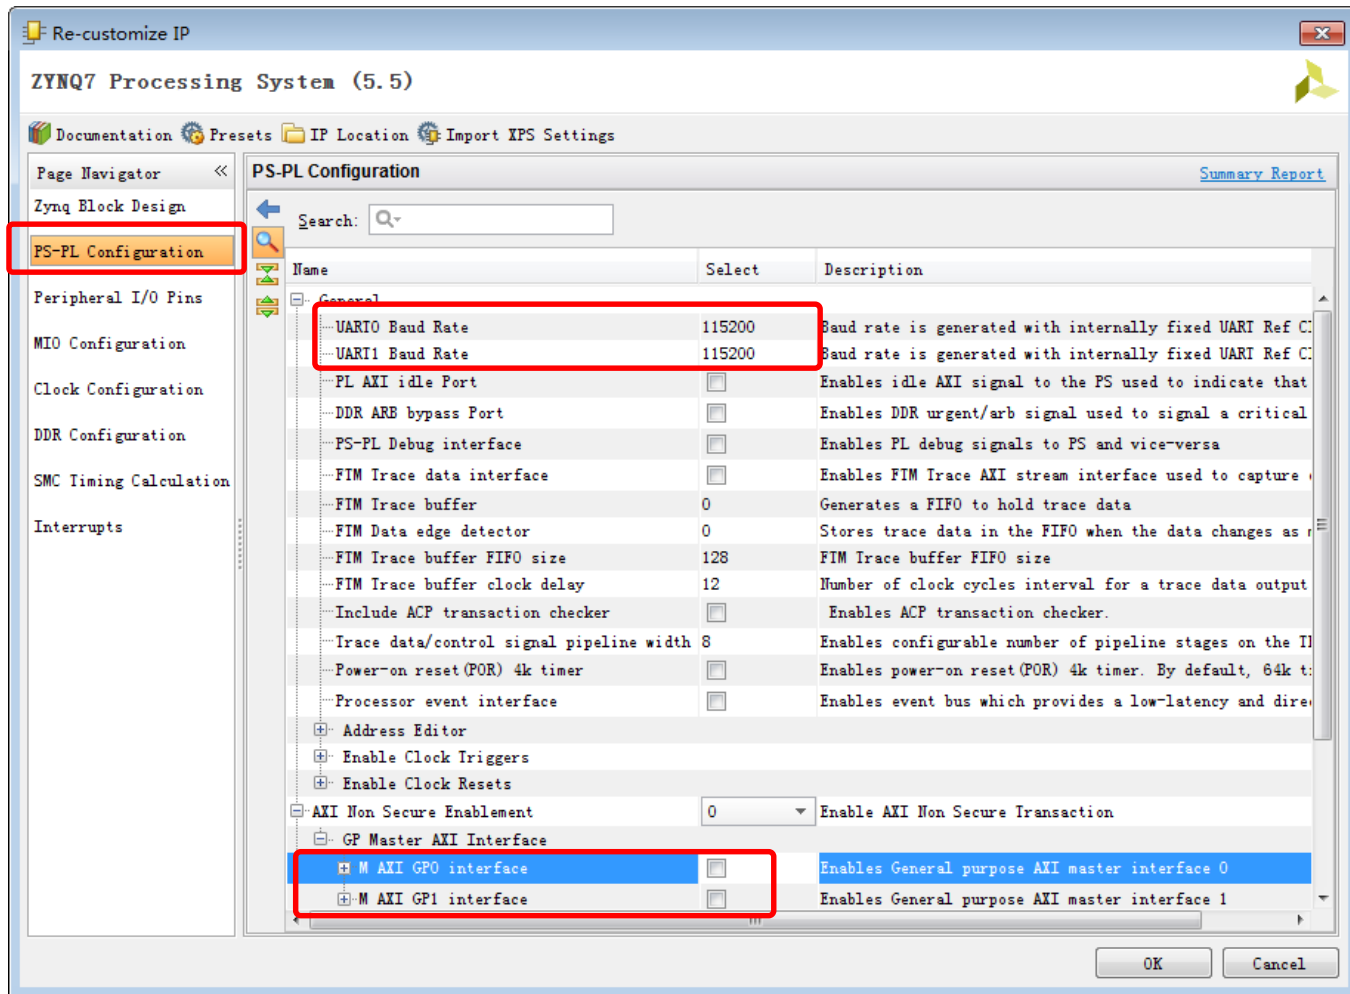 Re-customize IP
ZYNQ7 Processing System (5.5)
Documentation Presets IP Location Import XPS Settings
Page Navigator «
Zynq Block Design
PS-PL Configuration
Peripheral I/O Pins
MIO Configuration
Clock Configuration
DDR Configuration
SMC Timing Calculation
Interrupts
PS-PL Configuration Summary Report
Search:
Name Select Description
General
UART0 Baud Rate 115200 Baud rate is generated with internally fixed UART Ref Cl
UART1 Baud Rate 115200 Baud rate is generated with internally fixed UART Ref Cl
PL AXI idle Port Enables idle AXI signal to the PS used to indicate that
DDR ARB bypass Port Enables DDR urgent/arb signal used to signal a critical
PS-PL Debug interface Enables PL debug signals to PS and vice-versa
FTM Trace data interface Enables FTM Trace AXI stream interface used to capture
FTM Trace buffer 0 Generates a FIFO to hold trace data
FTM Data edge detector 0 Stores trace data in the FIFO when the data changes as
FTM Trace buffer FIFO size 128 FTM Trace buffer FIFO size
FTM Trace buffer clock delay 12 Number of clock cycles interval for a trace data output
Include ACP transaction checker Enables ACP transaction checker.
Trace data/control signal pipeline width 8 Enables configurable number of pipeline stages on the
Power-on reset(POR) 4k timer Enables power-on reset(POR) 4k timer. By default, 64k
Processor event interface Enables event bus which provides a low-latency and
Address Editor
Enable Clock Triggers
Enable Clock Resets
AXI Non Secure Enablement 0 Enable AXI Non Secure Transaction
GP Master AXI Interface
M AXI GP0 interface Enables General purpose AXI master interface 0
M AXI GP1 interface Enables General purpose AXI master interface 1
OK Cancel